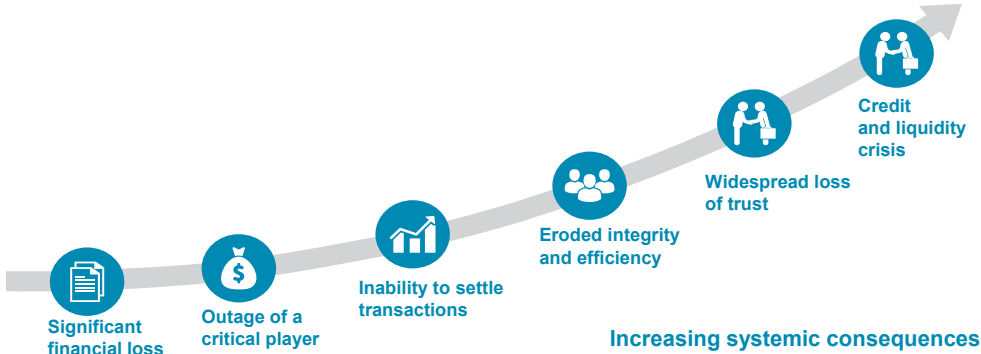 Significant
financial loss
Outage of a
critical player
Inability to settle
transactions
Eroded integrity
and efficiency
Widespread loss
of trust
Credit
and liquidity
crisis
Increasing systemic consequences
$